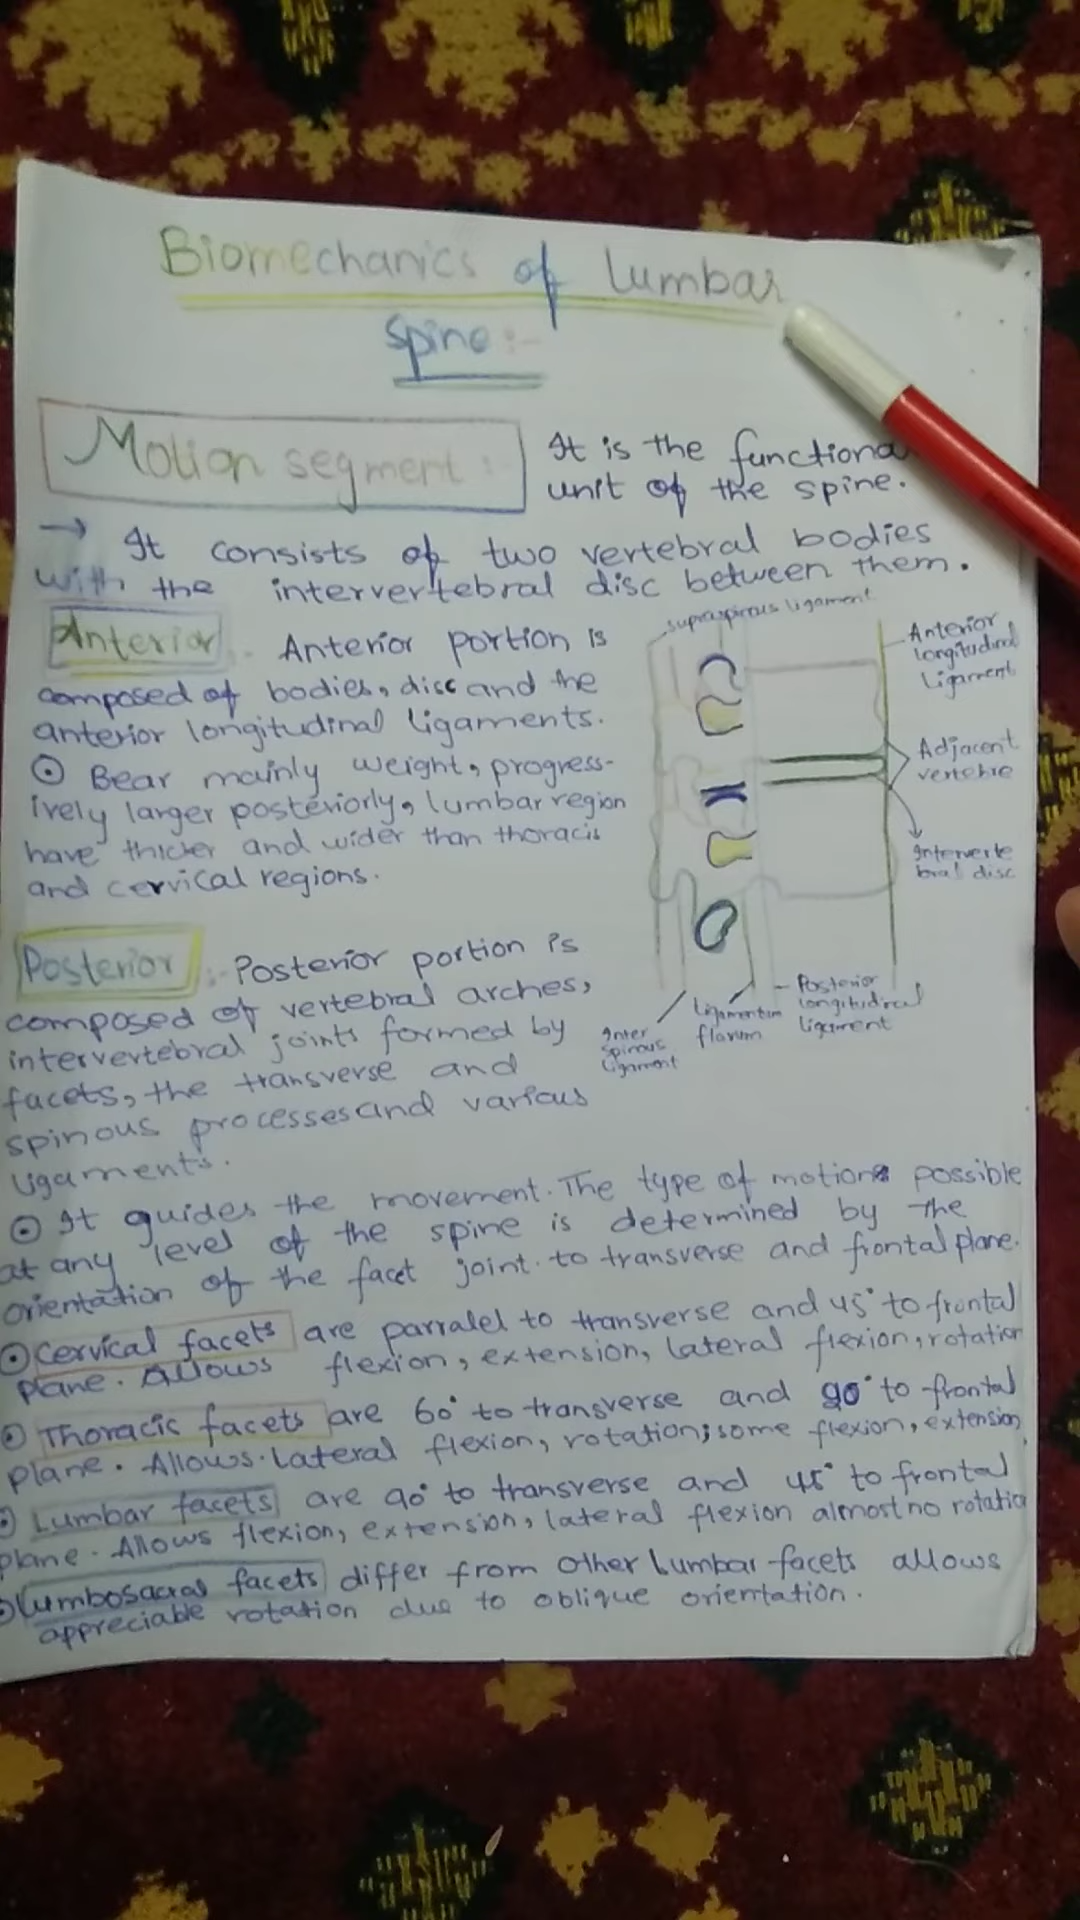 Biomechanics of Lumbar
Spine :-
Motion segment :-
It is the functiona
unit of the spine.
→ It consists of two vertebral bodies
with the intervertebral disc between them.
Anterior :- Anterior portion is
composed of bodies, disc and the
anterior longitudinal ligaments.
⊙ Bear mainly weight, progress-
ively larger posteriorly, lumbar region
have thicker and wider than thoracis
and cervical regions.
supraspinous ligament
Anterior
longitudinal
Ligament
Adjacent
vertebre
Interverte
bral disc
Posterior
longitudinal
ligament
Ligamentum
flavum
Inter
spinous
Ligament
Posterior :- Posterior portion is
composed of vertebral arches,
intervertebral joints formed by
facets, the transverse and
spinous processes and various
ligaments.
⊙ It guides the movement. The type of motions possible
at any level of the spine is determined by the
orientation of the facet joint. to transverse and frontal plane.
⊙ Cervical facets are parralel to transverse and 45° to frontal
plane. Allows flexion, extension, lateral flexion, rotation
⊙ Thoracic facets are 60° to transverse and 90° to frontal
plane. Allows. Lateral flexion, rotation; some flexion, extension
⊙ Lumbar facets are 90° to transverse and 45° to frontal
plane. Allows flexion, extension, lateral flexion almost no rotatio
⊙ Lumbosacral facets differ from other lumbar facets allows
appreciable rotation due to oblique orientation.